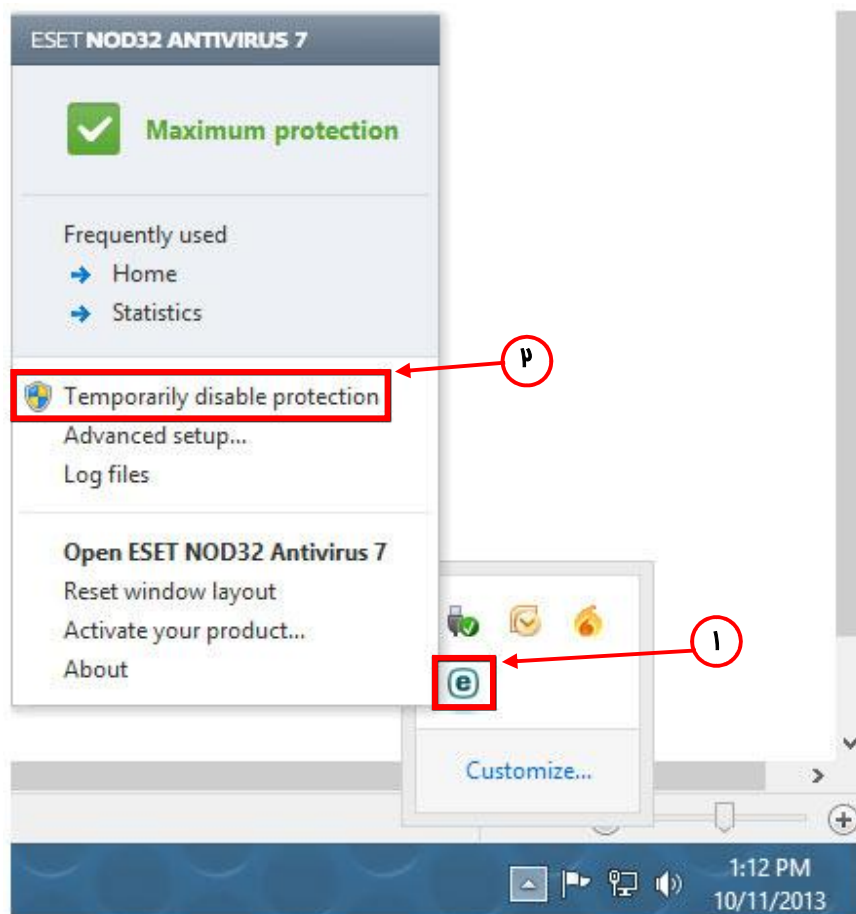 ESET NOD32 ANTIVIRUS 7
Maximum protection
Frequently used
Home
Statistics
۲
Temporarily disable protection
Advanced setup...
Log files
Open ESET NOD32 Antivirus 7
Reset window layout
Activate your product...
About
۱
e
Customize...
1:12 PM
10/11/2013